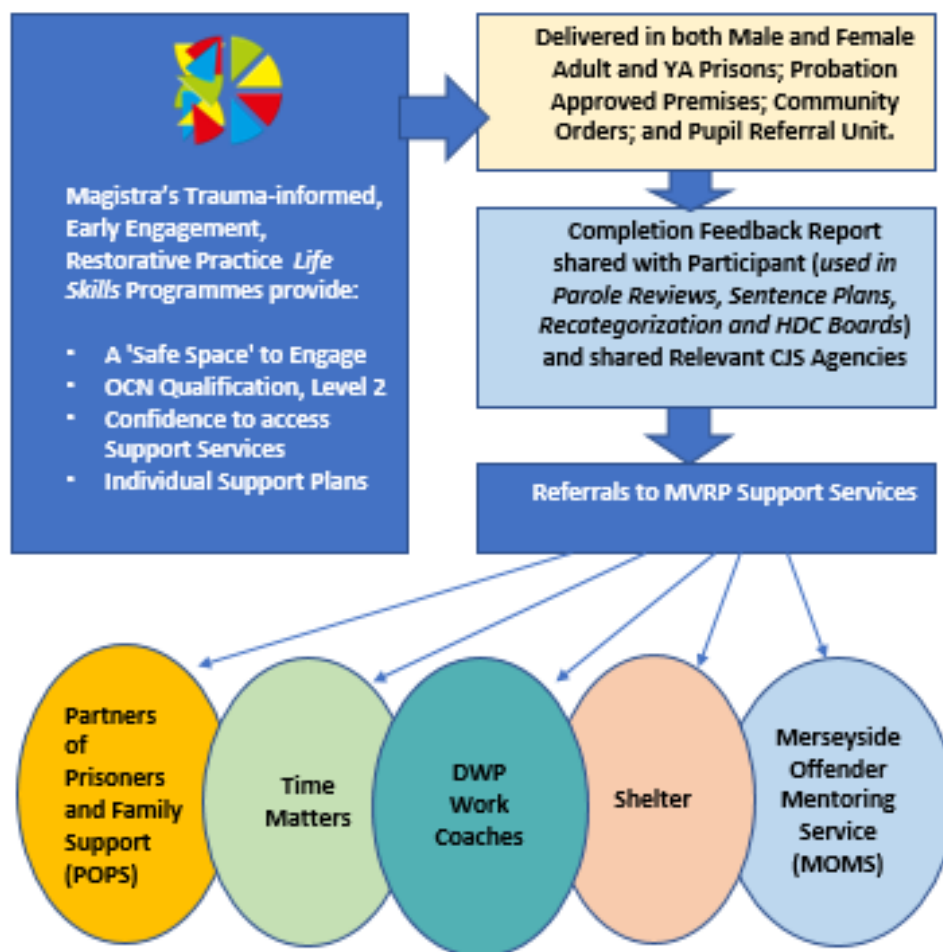 Magistra's Trauma-informed,
Early Engagement,
Restorative Practice Life
Skills Programmes provide:
▪ A 'Safe Space' to Engage
▪ OCN Qualification, Level 2
▪ Confidence to access
Support Services
▪ Individual Support Plans
Delivered in both Male and Female
Adult and YA Prisons; Probation
Approved Premises; Community
Orders; and Pupil Referral Unit.
Completion Feedback Report
shared with Participant (used in
Parole Reviews, Sentence Plans,
Recategorization and HDC Boards)
and shared Relevant CJS Agencies
Referrals to MVRP Support Services
Partners
of
Prisoners
and Family
Support
(POPS)
Time
Matters
DWP
Work
Coaches
Shelter
Merseyside
Offender
Mentoring
Service
(MOMS)